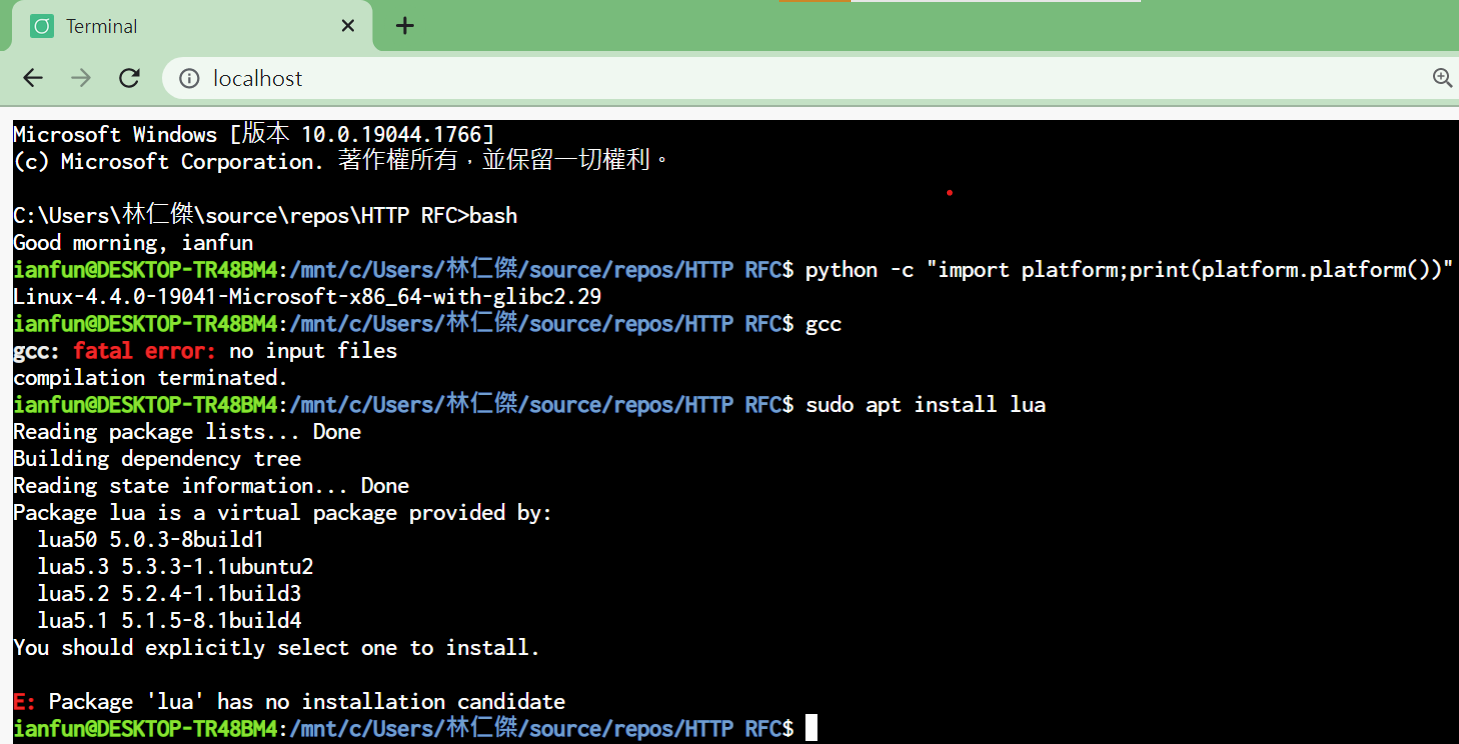 Terminal
localhost
Microsoft Windows [版本 10.0.19044.1766]
(c) Microsoft Corporation. 著作權所有，並保留一切權利。
C:\Users\林仁傑\source\repos\HTTP RFC>bash
Good morning, ianfun
ianfun@DESKTOP-TR48BM4:/mnt/c/Users/林仁傑/source/repos/HTTP RFC$ python -c "import platform;print(platform.platform())"
Linux-4.4.0-19041-Microsoft-x86_64-with-glibc2.29
ianfun@DESKTOP-TR48BM4:/mnt/c/Users/林仁傑/source/repos/HTTP RFC$ gcc
gcc: fatal error: no input files
compilation terminated.
ianfun@DESKTOP-TR48BM4:/mnt/c/Users/林仁傑/source/repos/HTTP RFC$ sudo apt install lua
Reading package lists... Done
Building dependency tree
Reading state information... Done
Package lua is a virtual package provided by:
  lua50 5.0.3-8build1
  lua5.3 5.3.3-1.1ubuntu2
  lua5.2 5.2.4-1.1build3
  lua5.1 5.1.5-8.1build4
You should explicitly select one to install.
E: Package 'lua' has no installation candidate
ianfun@DESKTOP-TR48BM4:/mnt/c/Users/林仁傑/source/repos/HTTP RFC$